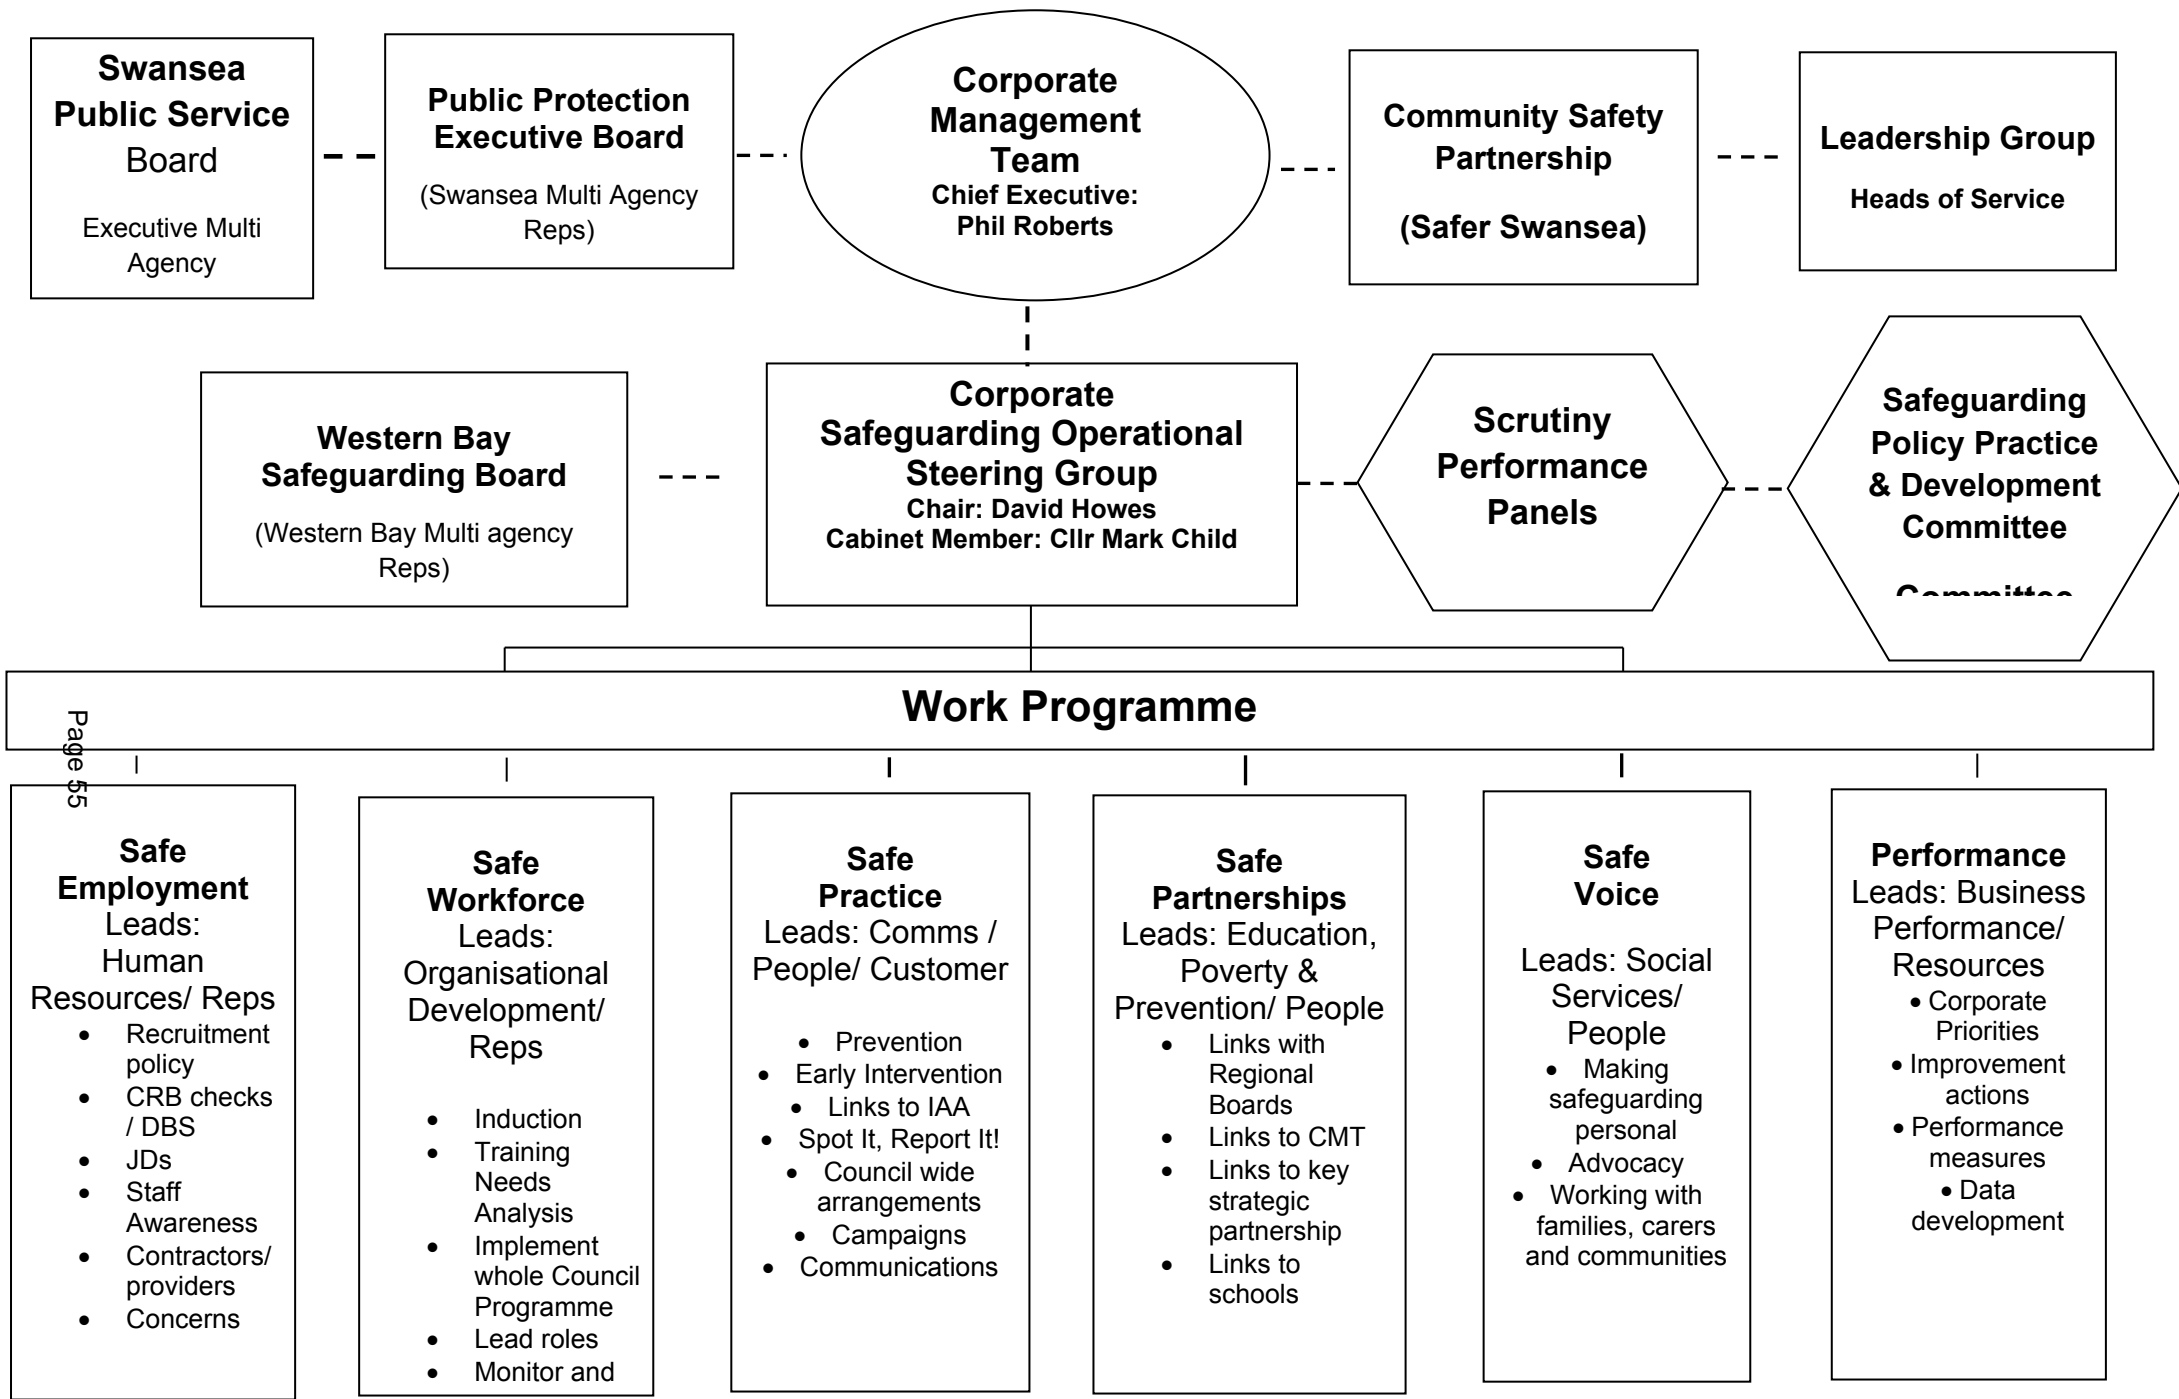 Swansea
Public Service
Board
Executive Multi
Agency
Public Protection
Executive Board
(Swansea Multi Agency
Reps)
Corporate
Management
Team
Chief Executive:
Phil Roberts
Community Safety
Partnership
(Safer Swansea)
Leadership Group
Heads of Service
Western Bay
Safeguarding Board
(Western Bay Multi agency
Reps)
Corporate
Safeguarding Operational
Steering Group
Chair: David Howes
Cabinet Member: Cllr Mark Child
Scrutiny
Performance
Panels
Safeguarding
Policy Practice
& Development
Committee
Committee
Work Programme
Page 55
Safe
Employment
Leads:
Human
Resources/ Reps
• Recruitment
policy
• CRB checks
/ DBS
• JDs
• Staff
Awareness
• Contractors/
providers
• Concerns
Safe
Workforce
Leads:
Organisational
Development/
Reps
• Induction
• Training
Needs
Analysis
• Implement
whole Council
Programme
• Lead roles
• Monitor and
Safe
Practice
Leads: Comms /
People/ Customer
• Prevention
• Early Intervention
• Links to IAA
• Spot It, Report It!
• Council wide
arrangements
• Campaigns
• Communications
Safe
Partnerships
Leads: Education,
Poverty &
Prevention/ People
• Links with
Regional
Boards
• Links to CMT
• Links to key
strategic
partnership
• Links to
schools
Safe
Voice
Leads: Social
Services/
People
• Making
safeguarding
personal
• Advocacy
• Working with
families, carers
and communities
Performance
Leads: Business
Performance/
Resources
• Corporate
Priorities
• Improvement
actions
• Performance
measures
• Data
development